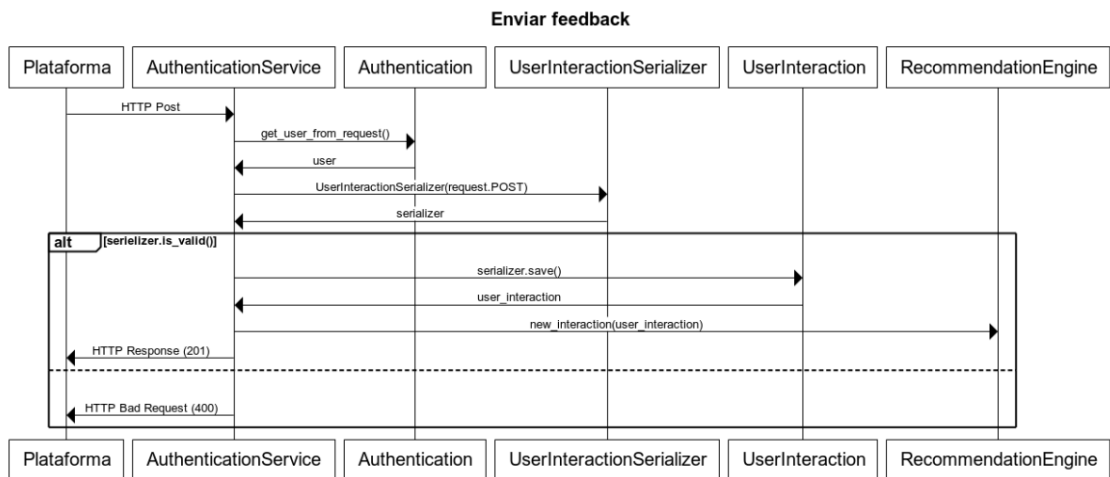 Enviar feedback
Plataforma AuthenticationService Authentication UserInteractionSerializer UserInteraction RecommendationEngine
HTTP Post
get_user_from_request()
user
UserInteractionSerializer(request.POST)
serializer
alt [serielizer.is_valid()]
serializer.save()
user_interaction
new_interaction(user_interaction)
HTTP Response (201)
HTTP Bad Request (400)
Plataforma AuthenticationService Authentication UserInteractionSerializer UserInteraction RecommendationEngine